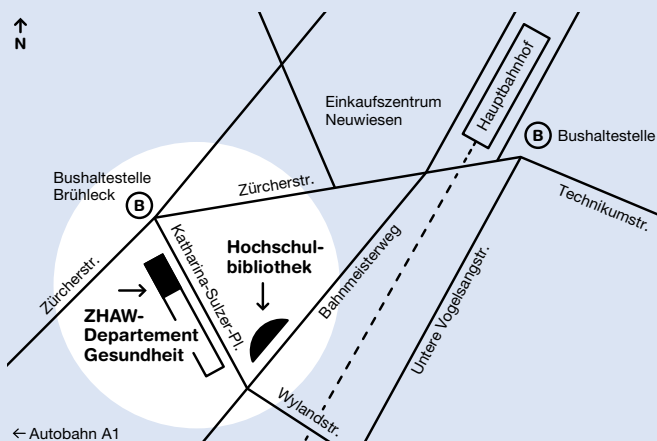 N
Einkaufszentrum
Neuwiesen
Hauptbahnhof
B
Bushaltestelle
Bushaltestelle
Brühleck
B
Zürcherstr.
Technikumstr.
Zürcherstr.
Katharina-Sulzer-Pl.
Hochschul-
bibliothek
Bahnmeisterweg
Untere Vogelsangstr.
ZHAW-
Departement
Gesundheit
Wylandstr.
← Autobahn A1